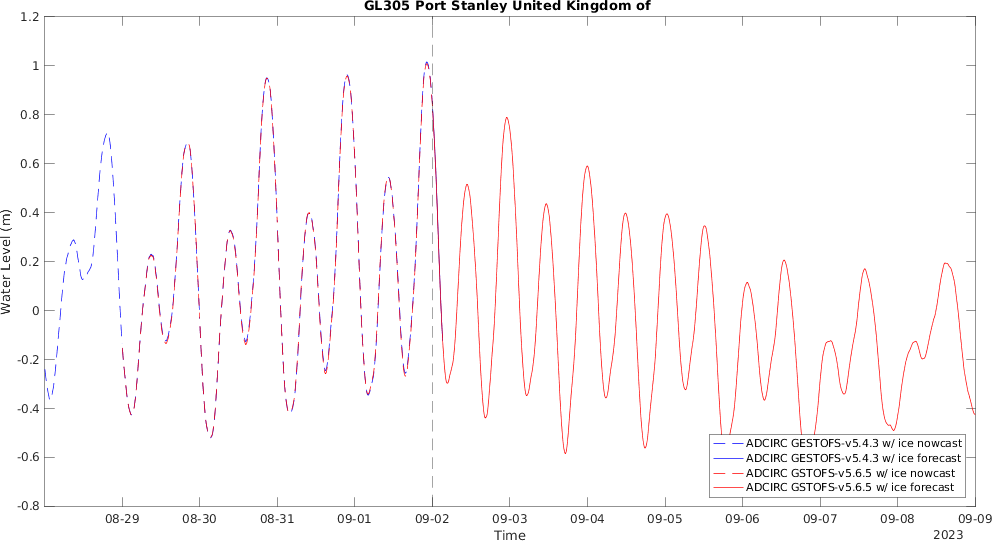 GL305 Port Stanley United Kingdom of
1.2
1
0.8
0.6
0.4
0.2
0
-0.2
-0.4
-0.6
-0.8
Water Level (m)
ADCIRC GESTOFS-v5.4.3 w/ ice nowcast
ADCIRC GESTOFS-v5.4.3 w/ ice forecast
ADCIRC GSTOFS-v5.6.5 w/ ice nowcast
ADCIRC GSTOFS-v5.6.5 w/ ice forecast
08-29 08-30 08-31 09-01 09-02 09-03 09-04 09-05 09-06 09-07 09-08 09-09
Time
2023